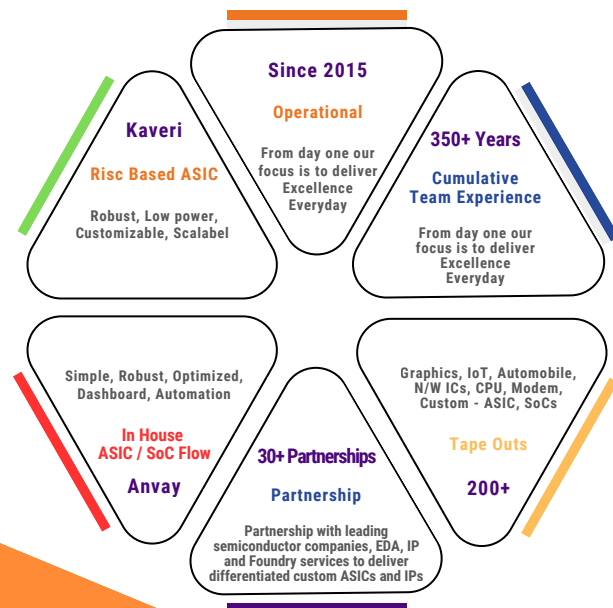 Since 2015
Operational
From day one our
focus is to deliver
Excellence
Everyday
Kaveri
Risc Based ASIC
Robust, Low power,
Customizable, Scalabel
350+ Years
Cumulative
Team Experience
From day one our
focus is to deliver
Excellence
Everyday
Simple, Robust, Optimized,
Dashboard, Automation
In House
ASIC / SoC Flow
Anvay
30+ Partnerships
Partnership
Partnership with leading
semiconductor companies, EDA, IP
and Foundry services to deliver
differentiated custom ASICs and IPs
Graphics, IoT, Automobile,
N/W ICs, CPU, Modem,
Custom - ASIC, SoCs
Tape Outs
200+